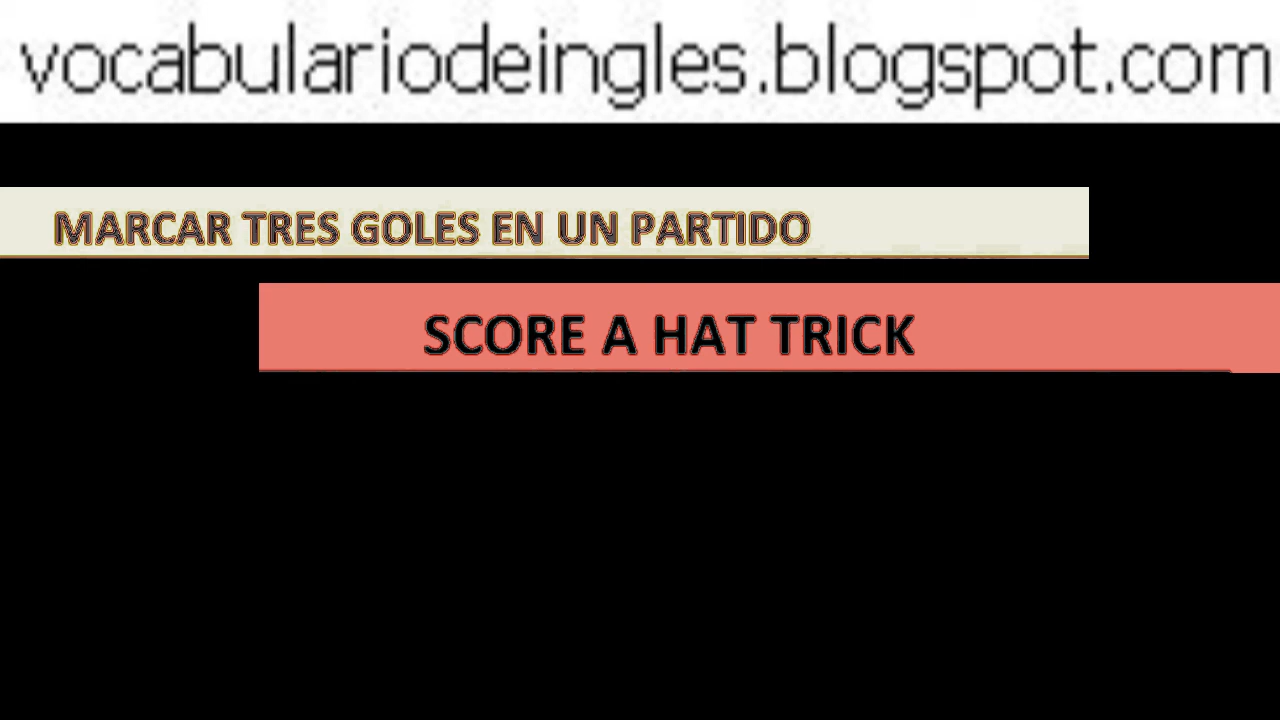 vocabulariodeingles.blogspot.com
MARCAR TRES GOLES EN UN PARTIDO
SCORE A HAT TRICK